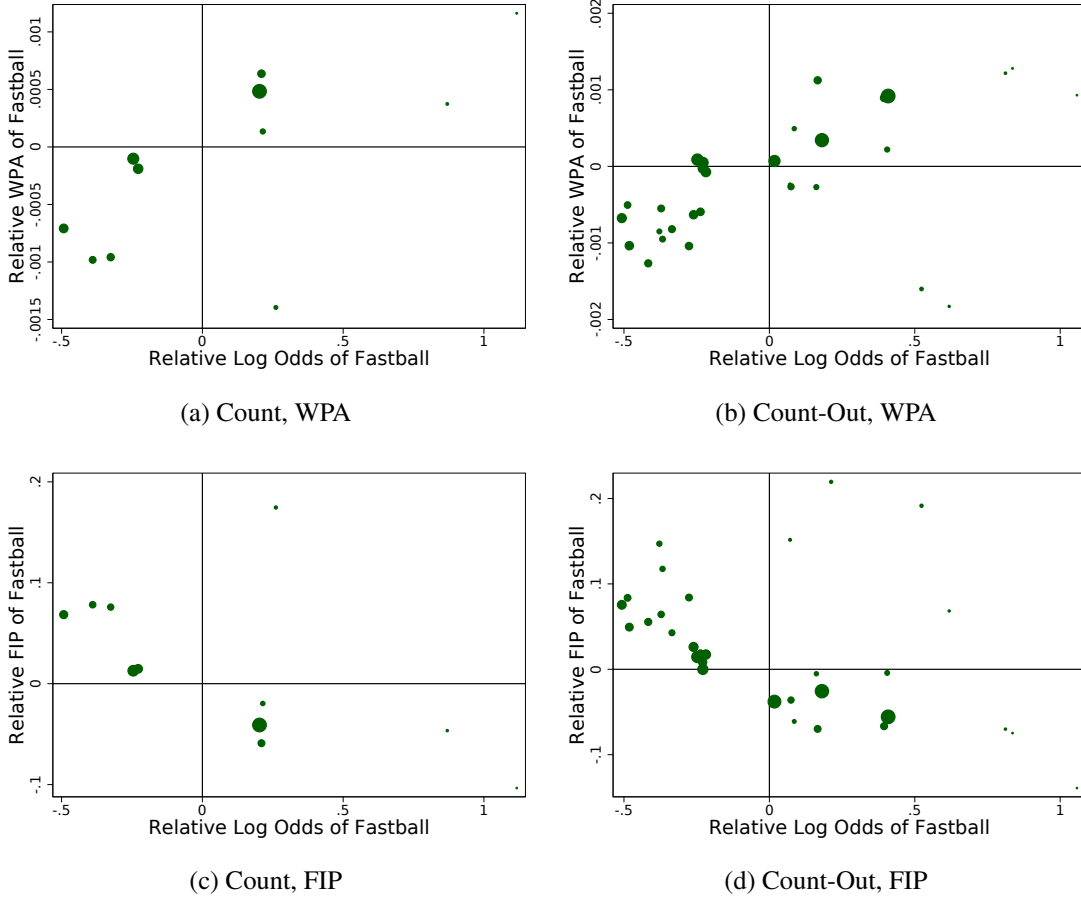 .001
.0005
0
-.0005
-.001
-.0015
Relative WPA of Fastball
-.5 0 .5 1
Relative Log Odds of Fastball
(a) Count, WPA
.002
.001
0
-.001
-.002
Relative WPA of Fastball
-.5 0 .5 1
Relative Log Odds of Fastball
(b) Count-Out, WPA
.2
.1
0
-.1
Relative FIP of Fastball
-.5 0 .5 1
Relative Log Odds of Fastball
(c) Count, FIP
.2
.1
0
-.1
Relative FIP of Fastball
-.5 0 .5 1
Relative Log Odds of Fastball
(d) Count-Out, FIP